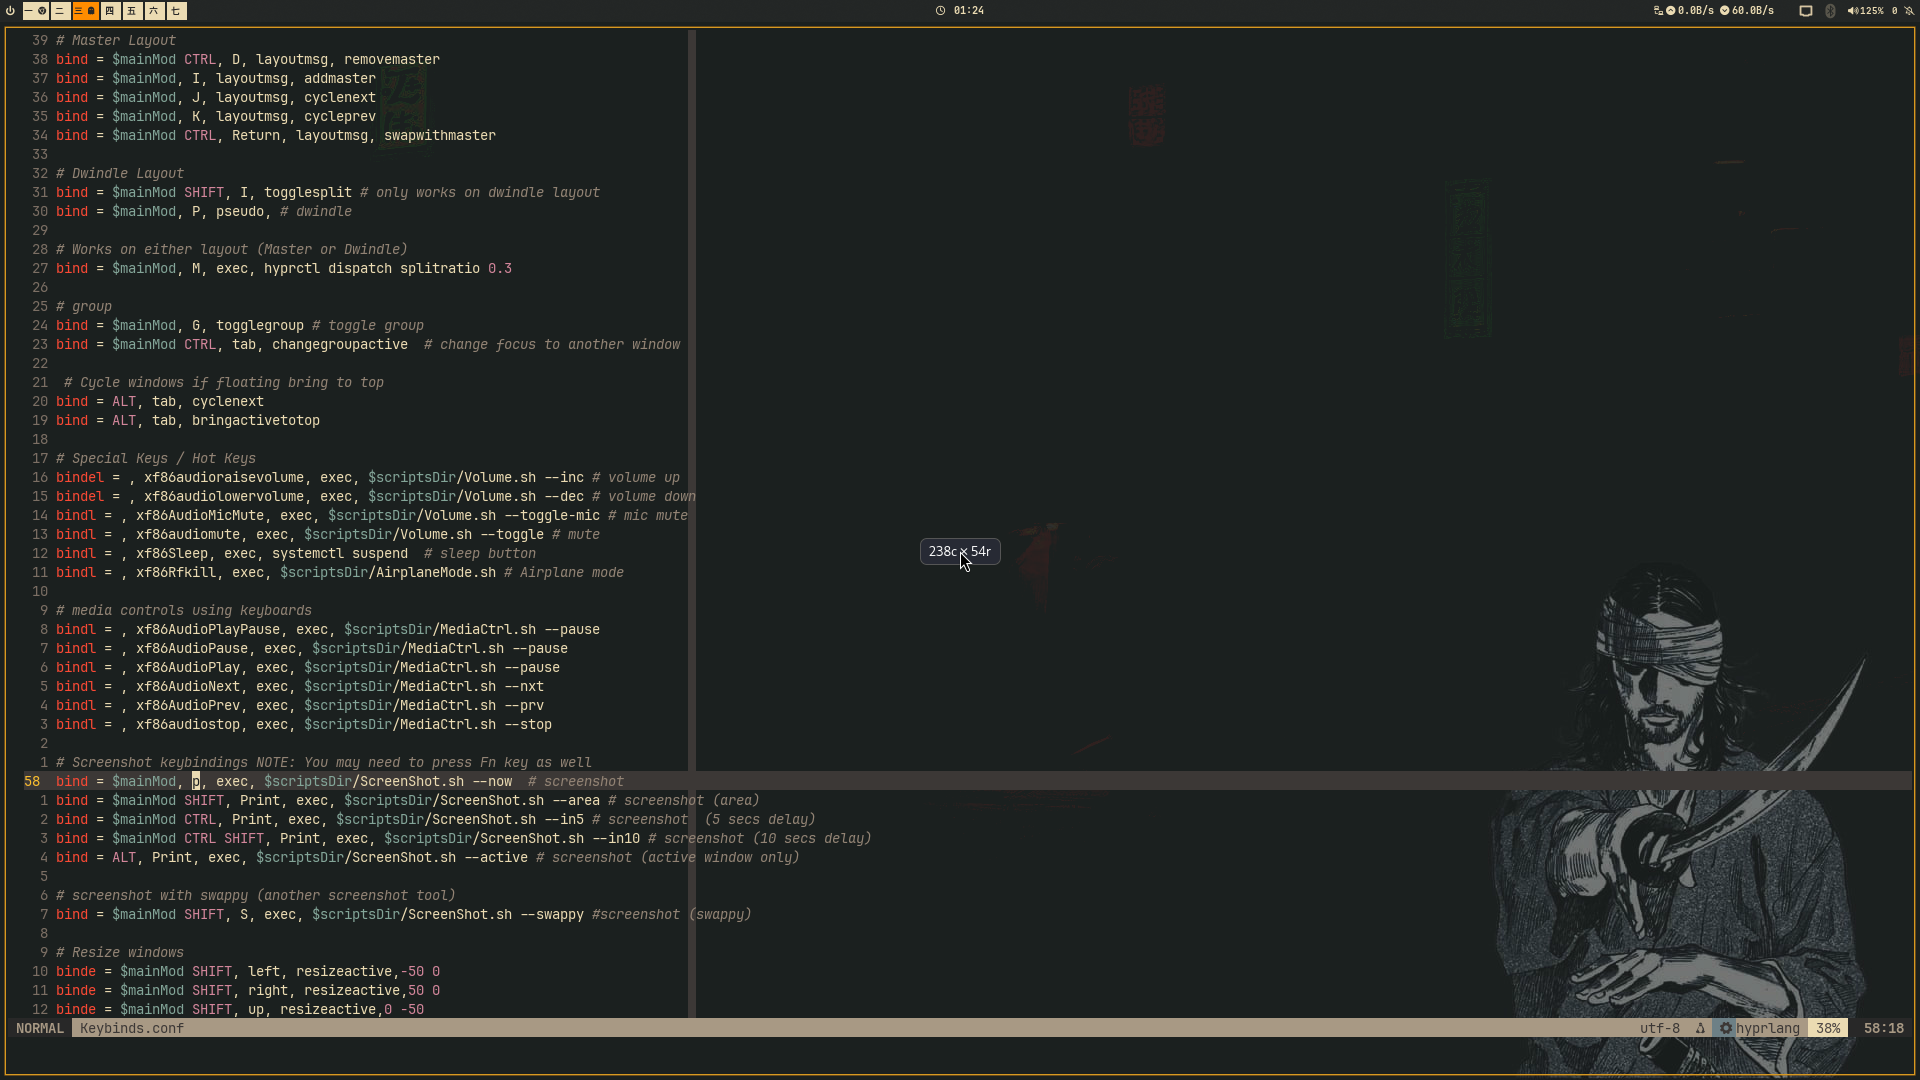 一 二 三 四 五 六 七
01:24
0.0B/s 60.0B/s 125% 0
39 # Master Layout
38 bind = $mainMod CTRL, D, layoutmsg, removemaster
37 bind = $mainMod, I, layoutmsg, addmaster
36 bind = $mainMod, J, layoutmsg, cyclenext
35 bind = $mainMod, K, layoutmsg, cycleprev
34 bind = $mainMod CTRL, Return, layoutmsg, swapwithmaster
33
32 # Dwindle Layout
31 bind = $mainMod SHIFT, I, togglesplit # only works on dwindle layout
30 bind = $mainMod, P, pseudo, # dwindle
29
28 # Works on either layout (Master or Dwindle)
27 bind = $mainMod, M, exec, hyprctl dispatch splitratio 0.3
26
25 # group
24 bind = $mainMod, G, togglegroup # toggle group
23 bind = $mainMod CTRL, tab, changegroupactive  # change focus to another window
22
21  # Cycle windows if floating bring to top
20 bind = ALT, tab, cyclenext
19 bind = ALT, tab, bringactivetotop
18
17 # Special Keys / Hot Keys
16 bindel = , xf86audioraisevolume, exec, $scriptsDir/Volume.sh --inc # volume up
15 bindel = , xf86audiolowervolume, exec, $scriptsDir/Volume.sh --dec # volume down
14 bindl = , xf86AudioMicMute, exec, $scriptsDir/Volume.sh --toggle-mic # mic mute
13 bindl = , xf86audiomute, exec, $scriptsDir/Volume.sh --toggle # mute
12 bindl = , xf86Sleep, exec, systemctl suspend  # sleep button
11 bindl = , xf86Rfkill, exec, $scriptsDir/AirplaneMode.sh # Airplane mode
10
9 # media controls using keyboards
8 bindl = , xf86AudioPlayPause, exec, $scriptsDir/MediaCtrl.sh --pause
7 bindl = , xf86AudioPause, exec, $scriptsDir/MediaCtrl.sh --pause
6 bindl = , xf86AudioPlay, exec, $scriptsDir/MediaCtrl.sh --pause
5 bindl = , xf86AudioNext, exec, $scriptsDir/MediaCtrl.sh --nxt
4 bindl = , xf86AudioPrev, exec, $scriptsDir/MediaCtrl.sh --prv
3 bindl = , xf86audiostop, exec, $scriptsDir/MediaCtrl.sh --stop
2
1 # Screenshot keybindings NOTE: You may need to press Fn key as well
58 bind = $mainMod, p, exec, $scriptsDir/ScreenShot.sh --now  # screenshot
1 bind = $mainMod SHIFT, Print, exec, $scriptsDir/ScreenShot.sh --area # screenshot (area)
2 bind = $mainMod CTRL, Print, exec, $scriptsDir/ScreenShot.sh --in5 # screenshot  (5 secs delay)
3 bind = $mainMod CTRL SHIFT, Print, exec, $scriptsDir/ScreenShot.sh --in10 # screenshot (10 secs delay)
4 bind = ALT, Print, exec, $scriptsDir/ScreenShot.sh --active # screenshot (active window only)
5
6 # screenshot with swappy (another screenshot tool)
7 bind = $mainMod SHIFT, S, exec, $scriptsDir/ScreenShot.sh --swappy #screenshot (swappy)
8
9 # Resize windows
10 binde = $mainMod SHIFT, left, resizeactive,-50 0
11 binde = $mainMod SHIFT, right, resizeactive,50 0
12 binde = $mainMod SHIFT, up, resizeactive,0 -50
238c × 54r
NORMAL Keybinds.conf utf-8 hyprlang 38% 58:18